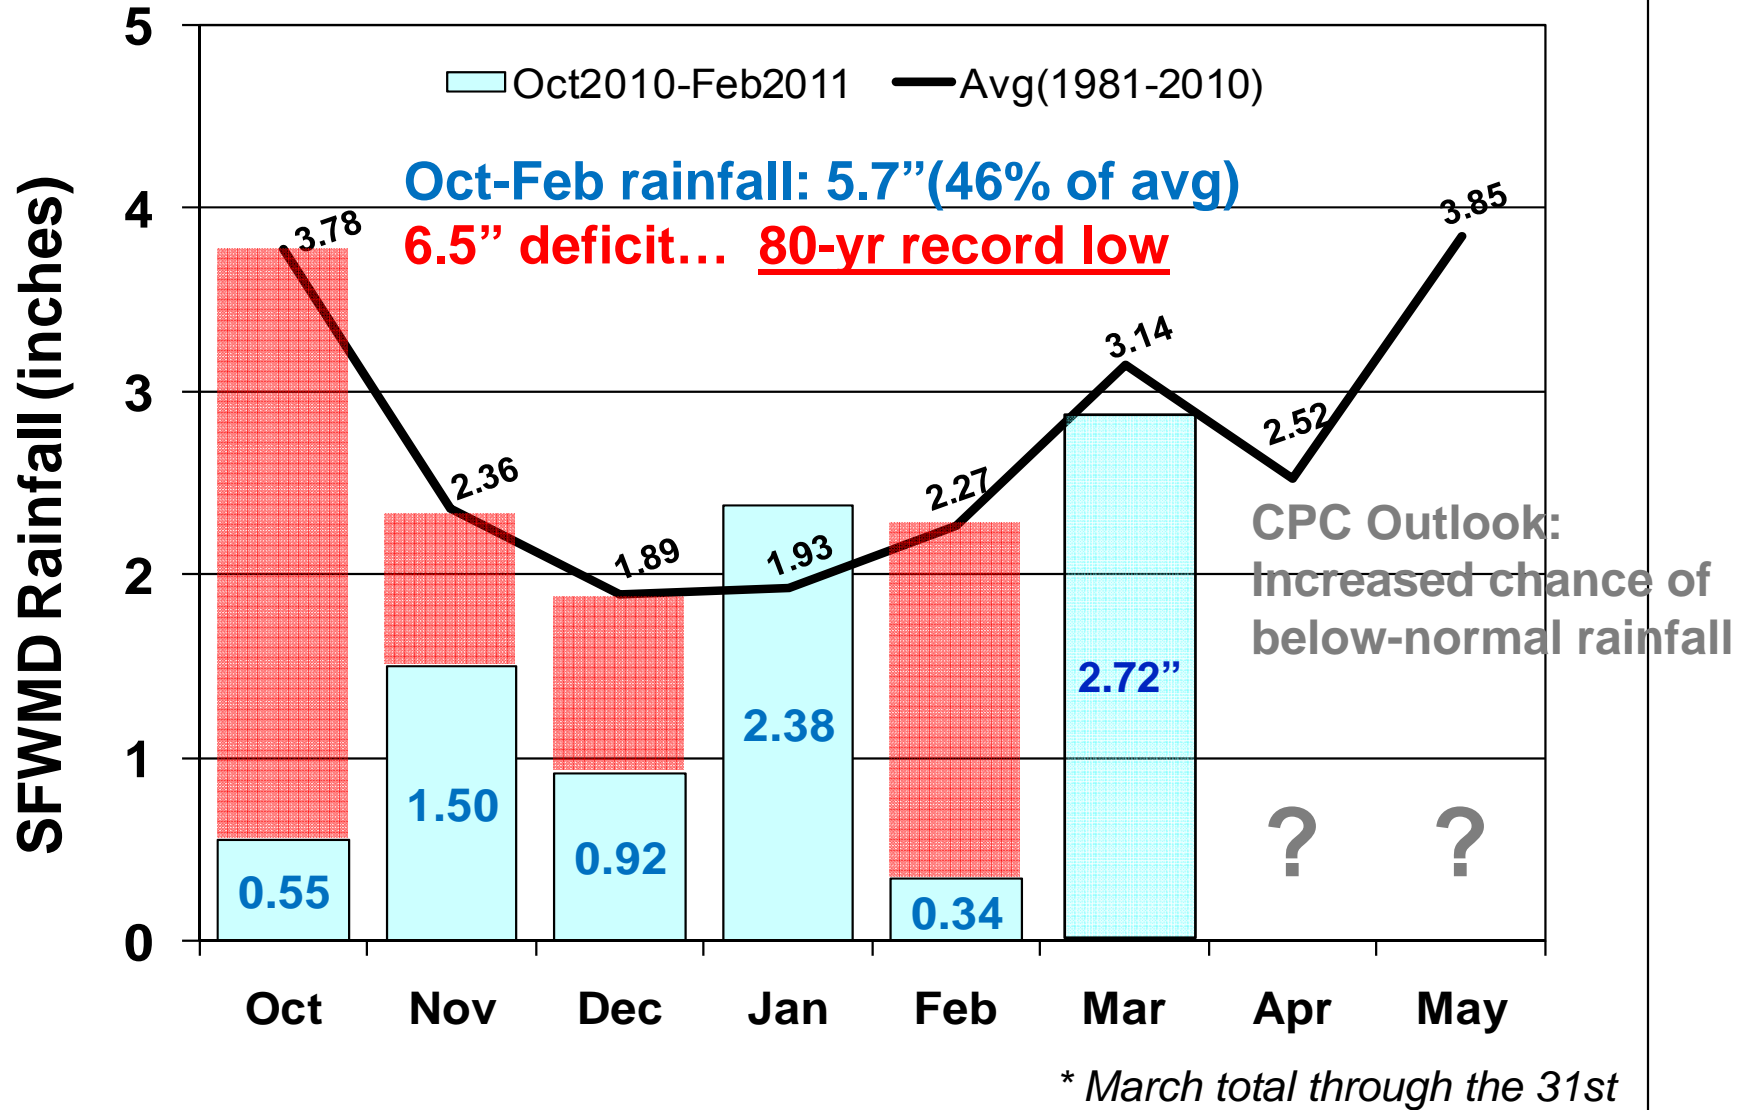 5
Oct2010-Feb2011 Avg(1981-2010)
Oct-Feb rainfall: 5.7”(46% of avg)
6.5” deficit… 80-yr record low
SFWMD Rainfall (inches)
4
3
2
1
0
3.78
2.36
1.89
1.93
2.27
3.14
2.52
3.85
CPC Outlook:
Increased chance of
below-normal rainfall
0.55
1.50
0.92
2.38
0.34
2.72”
? ?
Oct Nov Dec Jan Feb Mar Apr May
* March total through the 31st